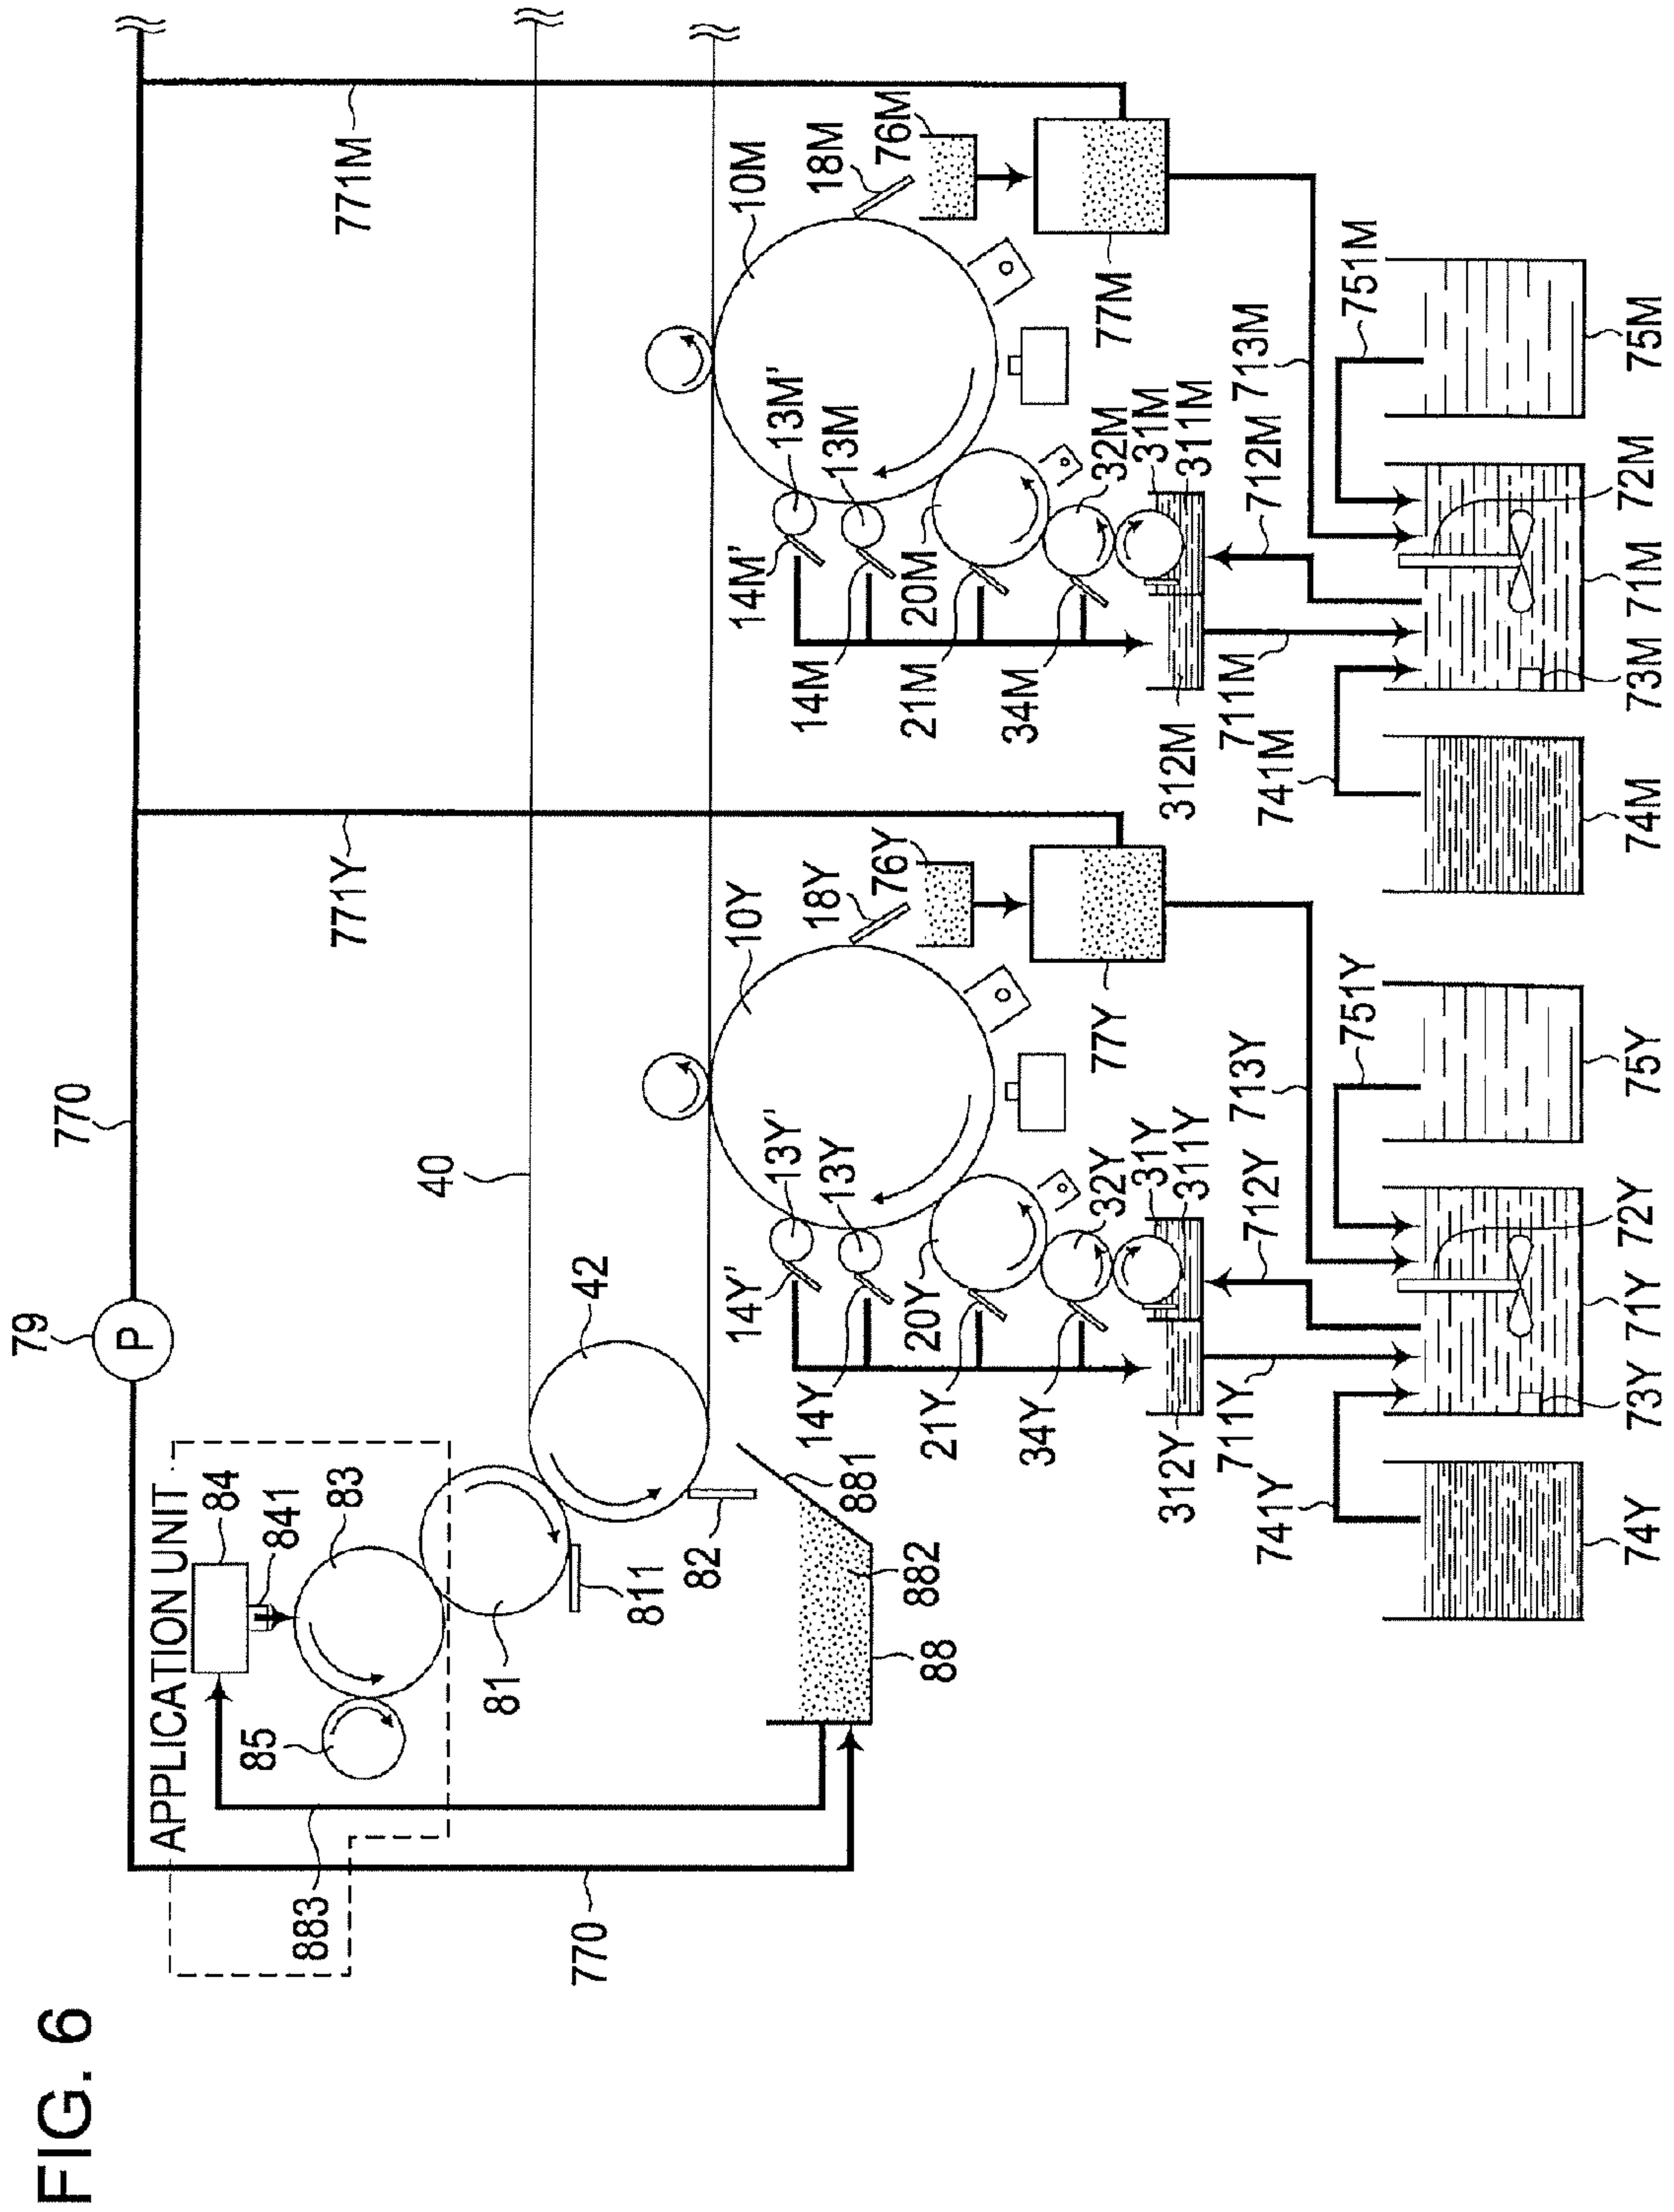 FIG. 6
APPLICATION UNIT
79
P
770
771Y
771M
84
841
83
85
883
770
81
811
42
40
82
881
882
88
10Y
13Y'
13Y
14Y'
14Y
18Y
76Y
20Y
21Y
34Y
32Y
31Y
311Y
312Y
77Y
711Y
712Y
713Y
741Y
751Y
74Y
73Y
71Y
72Y
75Y
10M
13M'
13M
14M'
14M
18M
76M
20M
21M
34M
32M
31M
311M
312M
77M
711M
712M
713M
741M
751M
74M
73M
71M
72M
75M